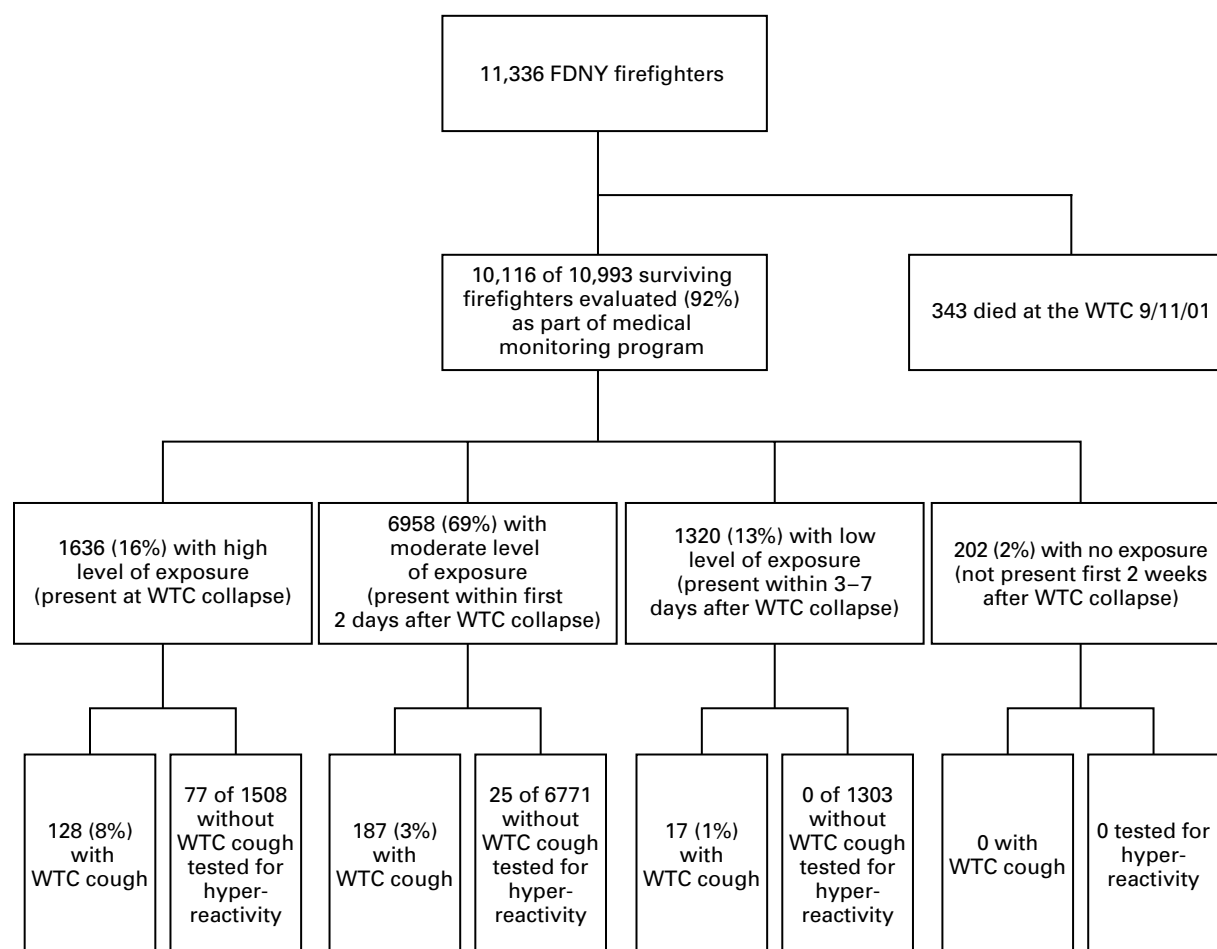 11,336 FDNY firefighters
10,116 of 10,993 surviving
firefighters evaluated (92%)
as part of medical
monitoring program
343 died at the WTC 9/11/01
1636 (16%) with high
level of exposure
(present at WTC collapse)
6958 (69%) with
moderate level
of exposure
(present within first
2 days after WTC collapse)
1320 (13%) with low
level of exposure
(present within 3–7
days after WTC collapse)
202 (2%) with no exposure
(not present first 2 weeks
after WTC collapse)
128 (8%)
with
WTC cough
77 of 1508
without
WTC cough
tested for
hyper-
reactivity
187 (3%)
with
WTC cough
25 of 6771
without
WTC cough
tested for
hyper-
reactivity
17 (1%)
with
WTC cough
0 of 1303
without
WTC cough
tested for
hyper-
reactivity
0 with
WTC cough
0 tested for
hyper-
reactivity